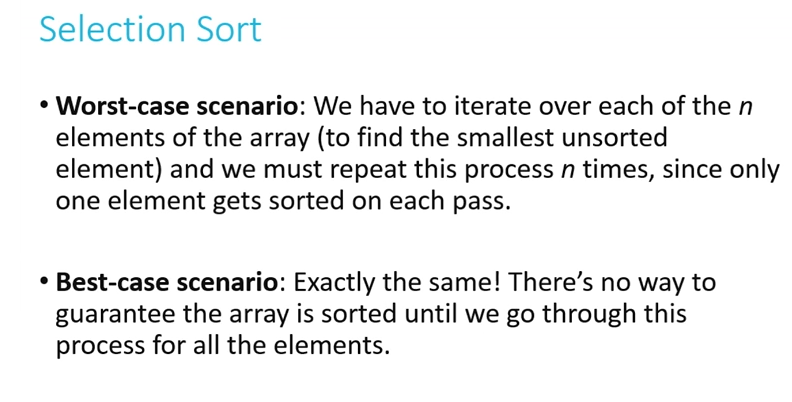 Selection Sort
• Worst-case scenario: We have to iterate over each of the n
elements of the array (to find the smallest unsorted
element) and we must repeat this process n times, since only
one element gets sorted on each pass.
• Best-case scenario: Exactly the same! There’s no way to
guarantee the array is sorted until we go through this
process for all the elements.